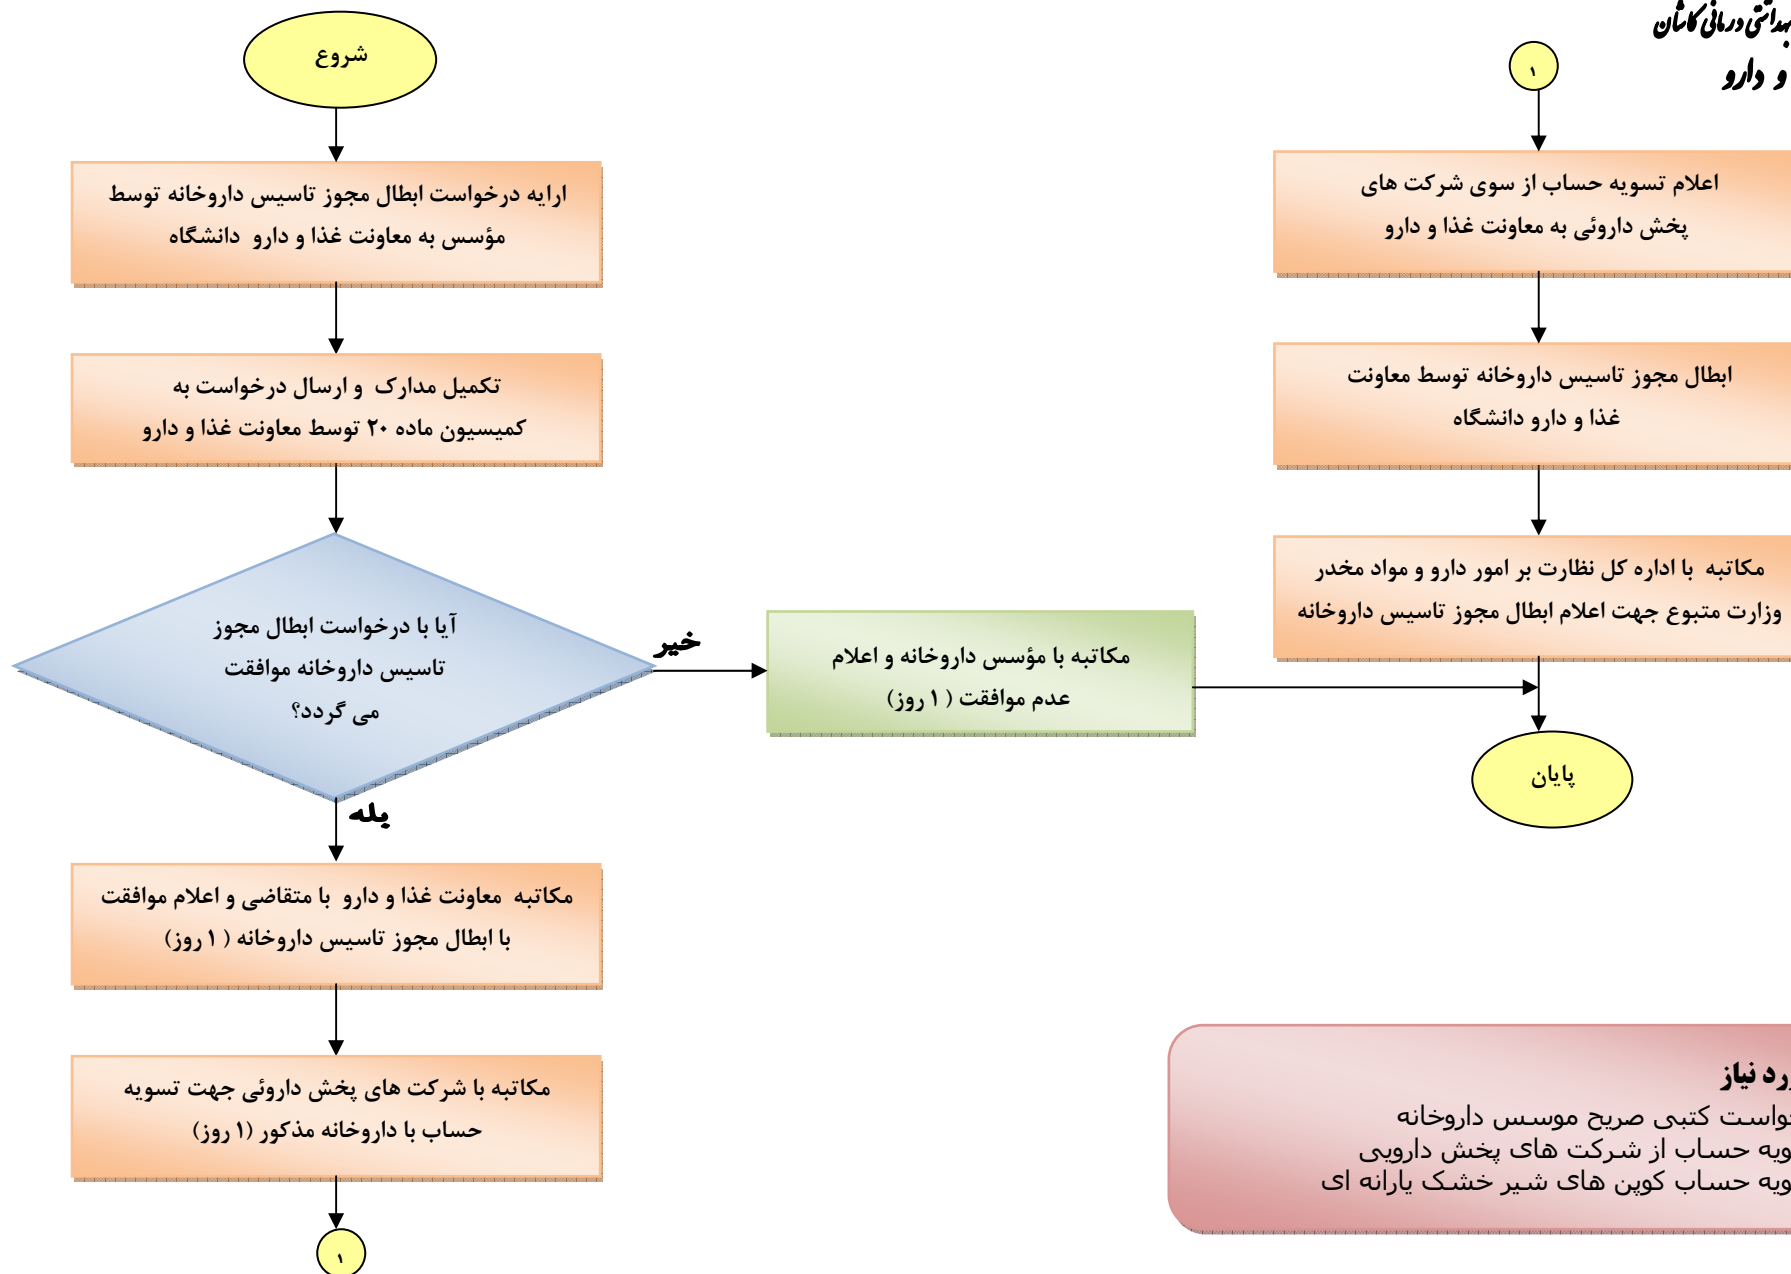 بهداشتی درمانی کاشان
و دارو
شروع
ارایه درخواست ابطال مجوز تاسیس داروخانه توسط
مؤسس به معاونت غذا و دارو دانشگاه
تکمیل مدارک و ارسال درخواست به
کمیسیون ماده ۲۰ توسط معاونت غذا و دارو
آیا با درخواست ابطال مجوز
تاسیس داروخانه موافقت
می گردد؟
خیر
مکاتبه با مؤسس داروخانه و اعلام
عدم موافقت (۱ روز)
بله
مکاتبه معاونت غذا و دارو با متقاضی و اعلام موافقت
با ابطال مجوز تاسیس داروخانه (۱ روز)
مکاتبه با شرکت های پخش داروئی جهت تسویه
حساب با داروخانه مذکور (۱ روز)
۱
۱
اعلام تسویه حساب از سوی شرکت های
پخش داروئی به معاونت غذا و دارو
ابطال مجوز تاسیس داروخانه توسط معاونت
غذا و دارو دانشگاه
مکاتبه با اداره کل نظارت بر امور دارو و مواد مخدر
وزارت متبوع جهت اعلام ابطال مجوز تاسیس داروخانه
پایان
نیاز
کتبی صریح موسس داروخانه
حساب از شرکت های پخش دارویی
حساب کوپن های شیر خشک یارانه ای